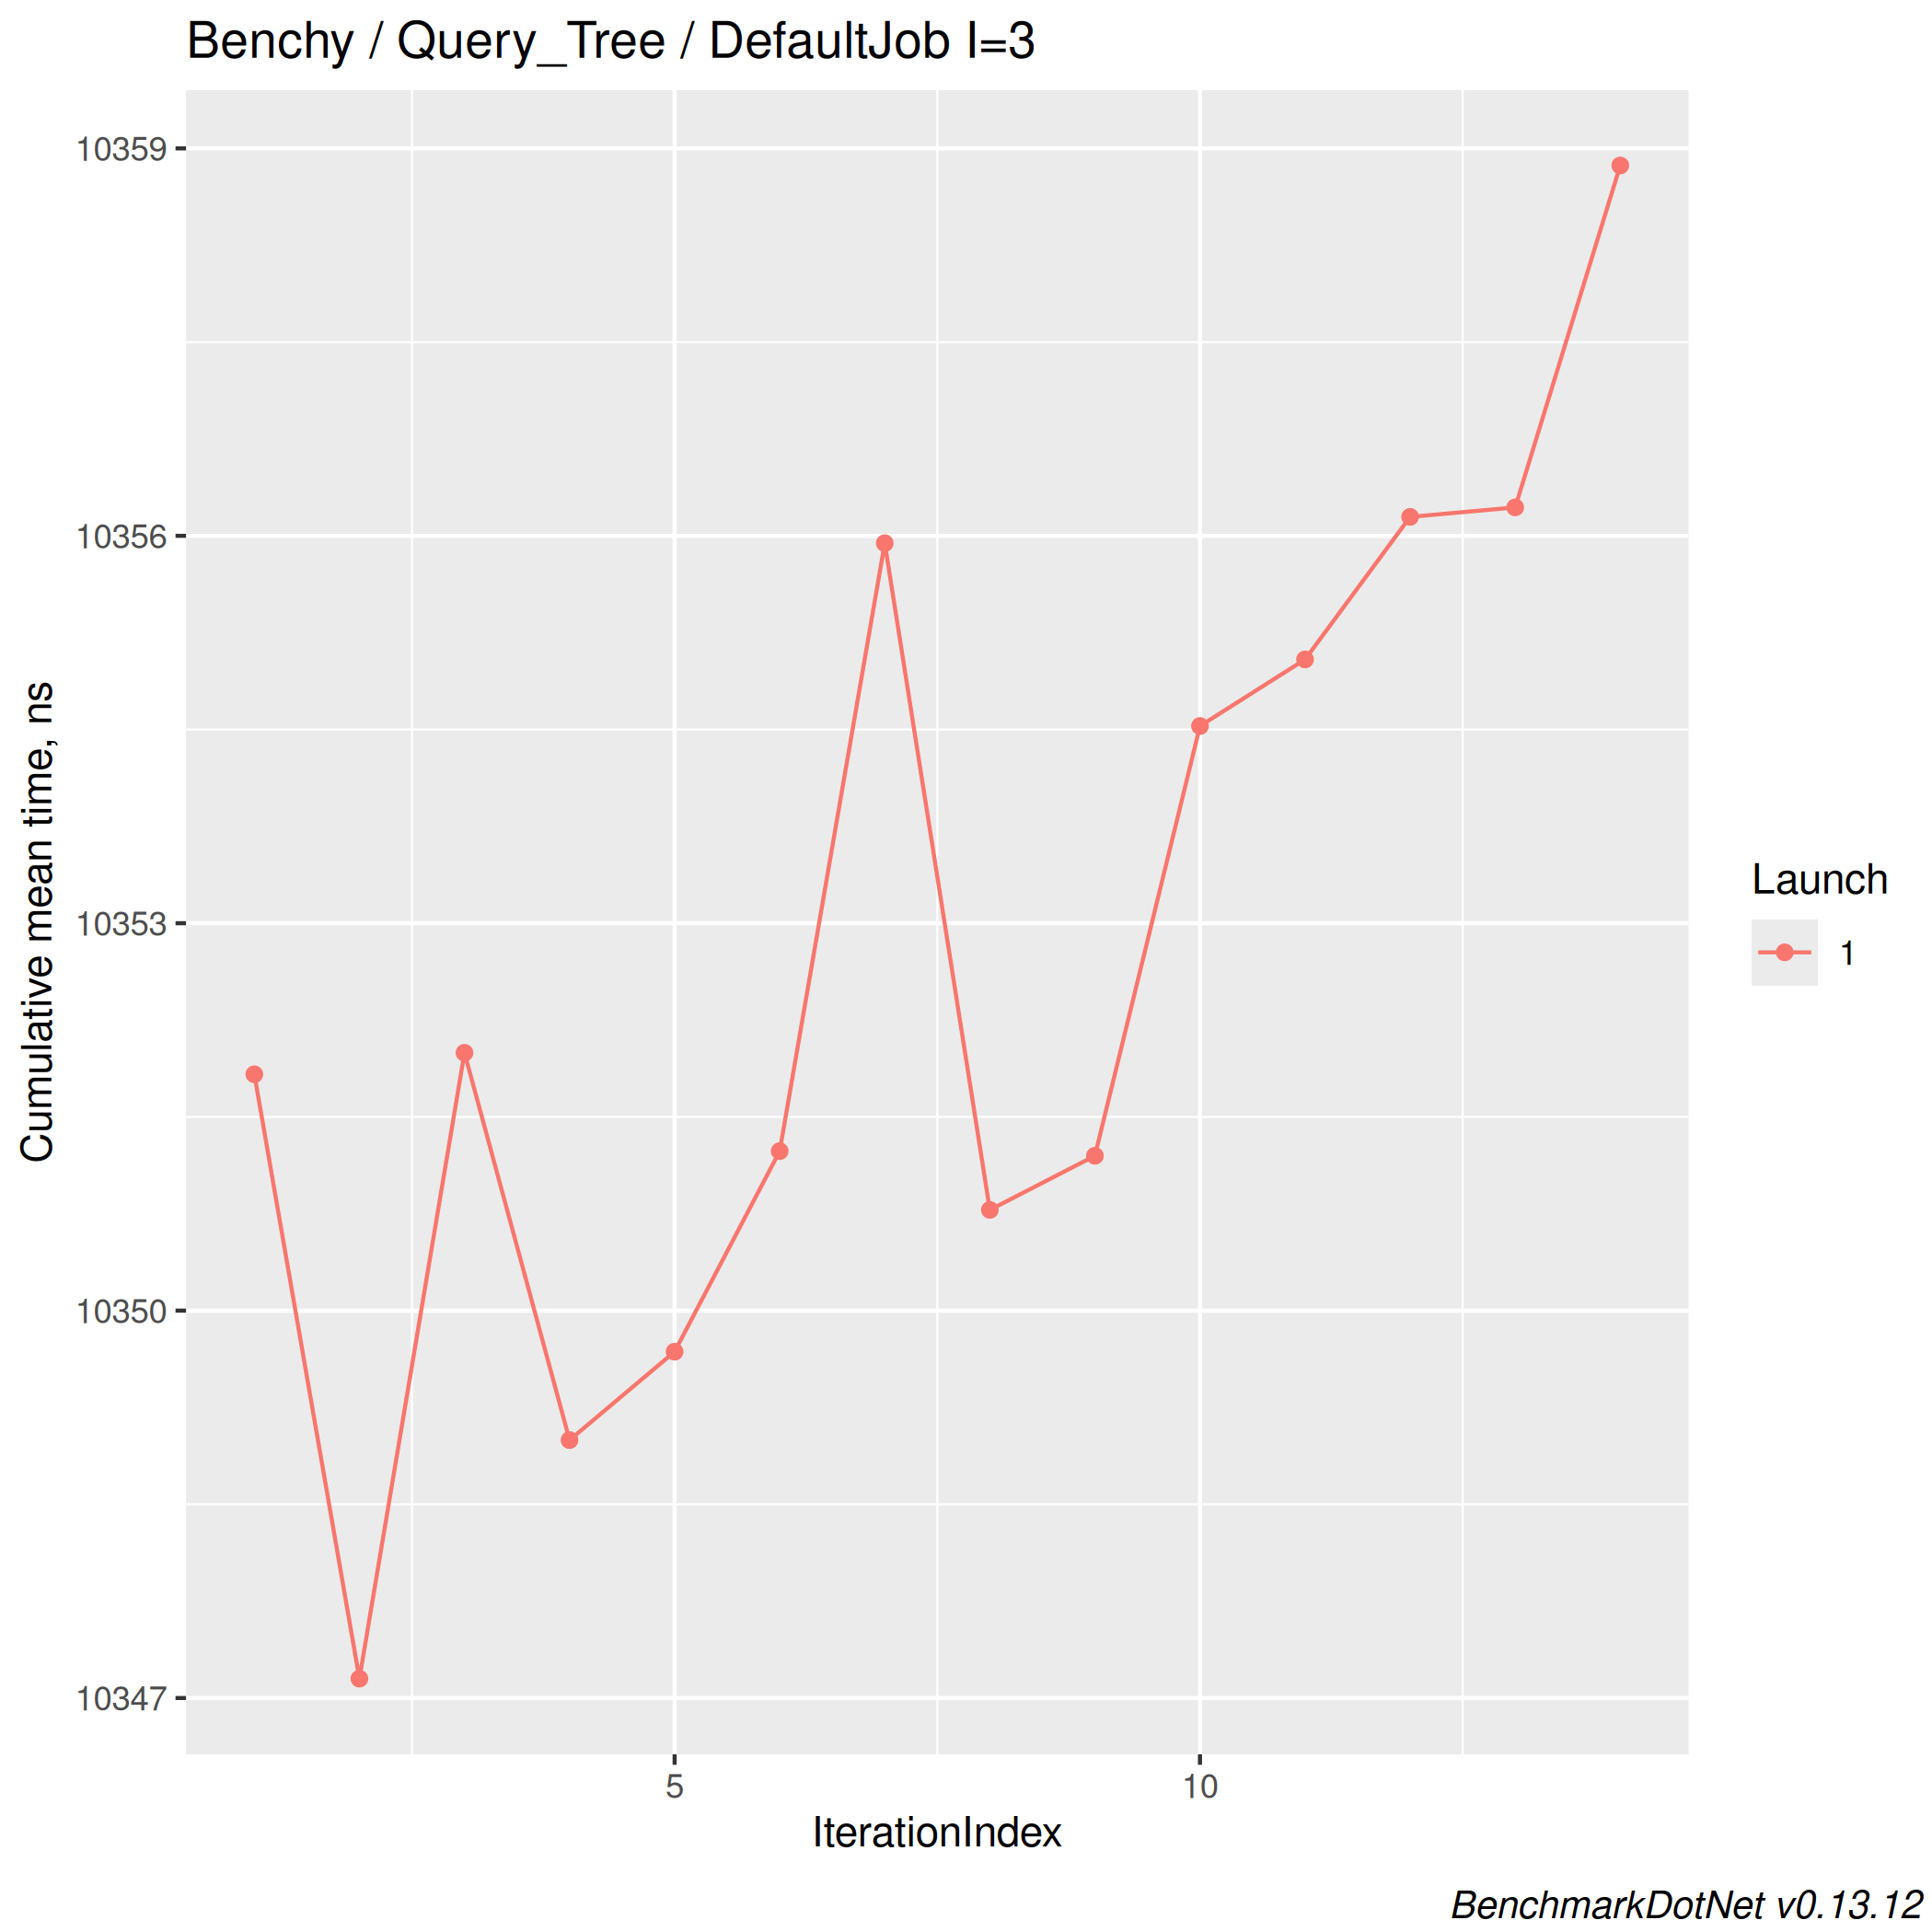 Benchy / Query_Tree / DefaultJob I=3
10359
10356
10353
10350
10347
Cumulative mean time, ns
5
10
IterationIndex
Launch
1
BenchmarkDotNet v0.13.12